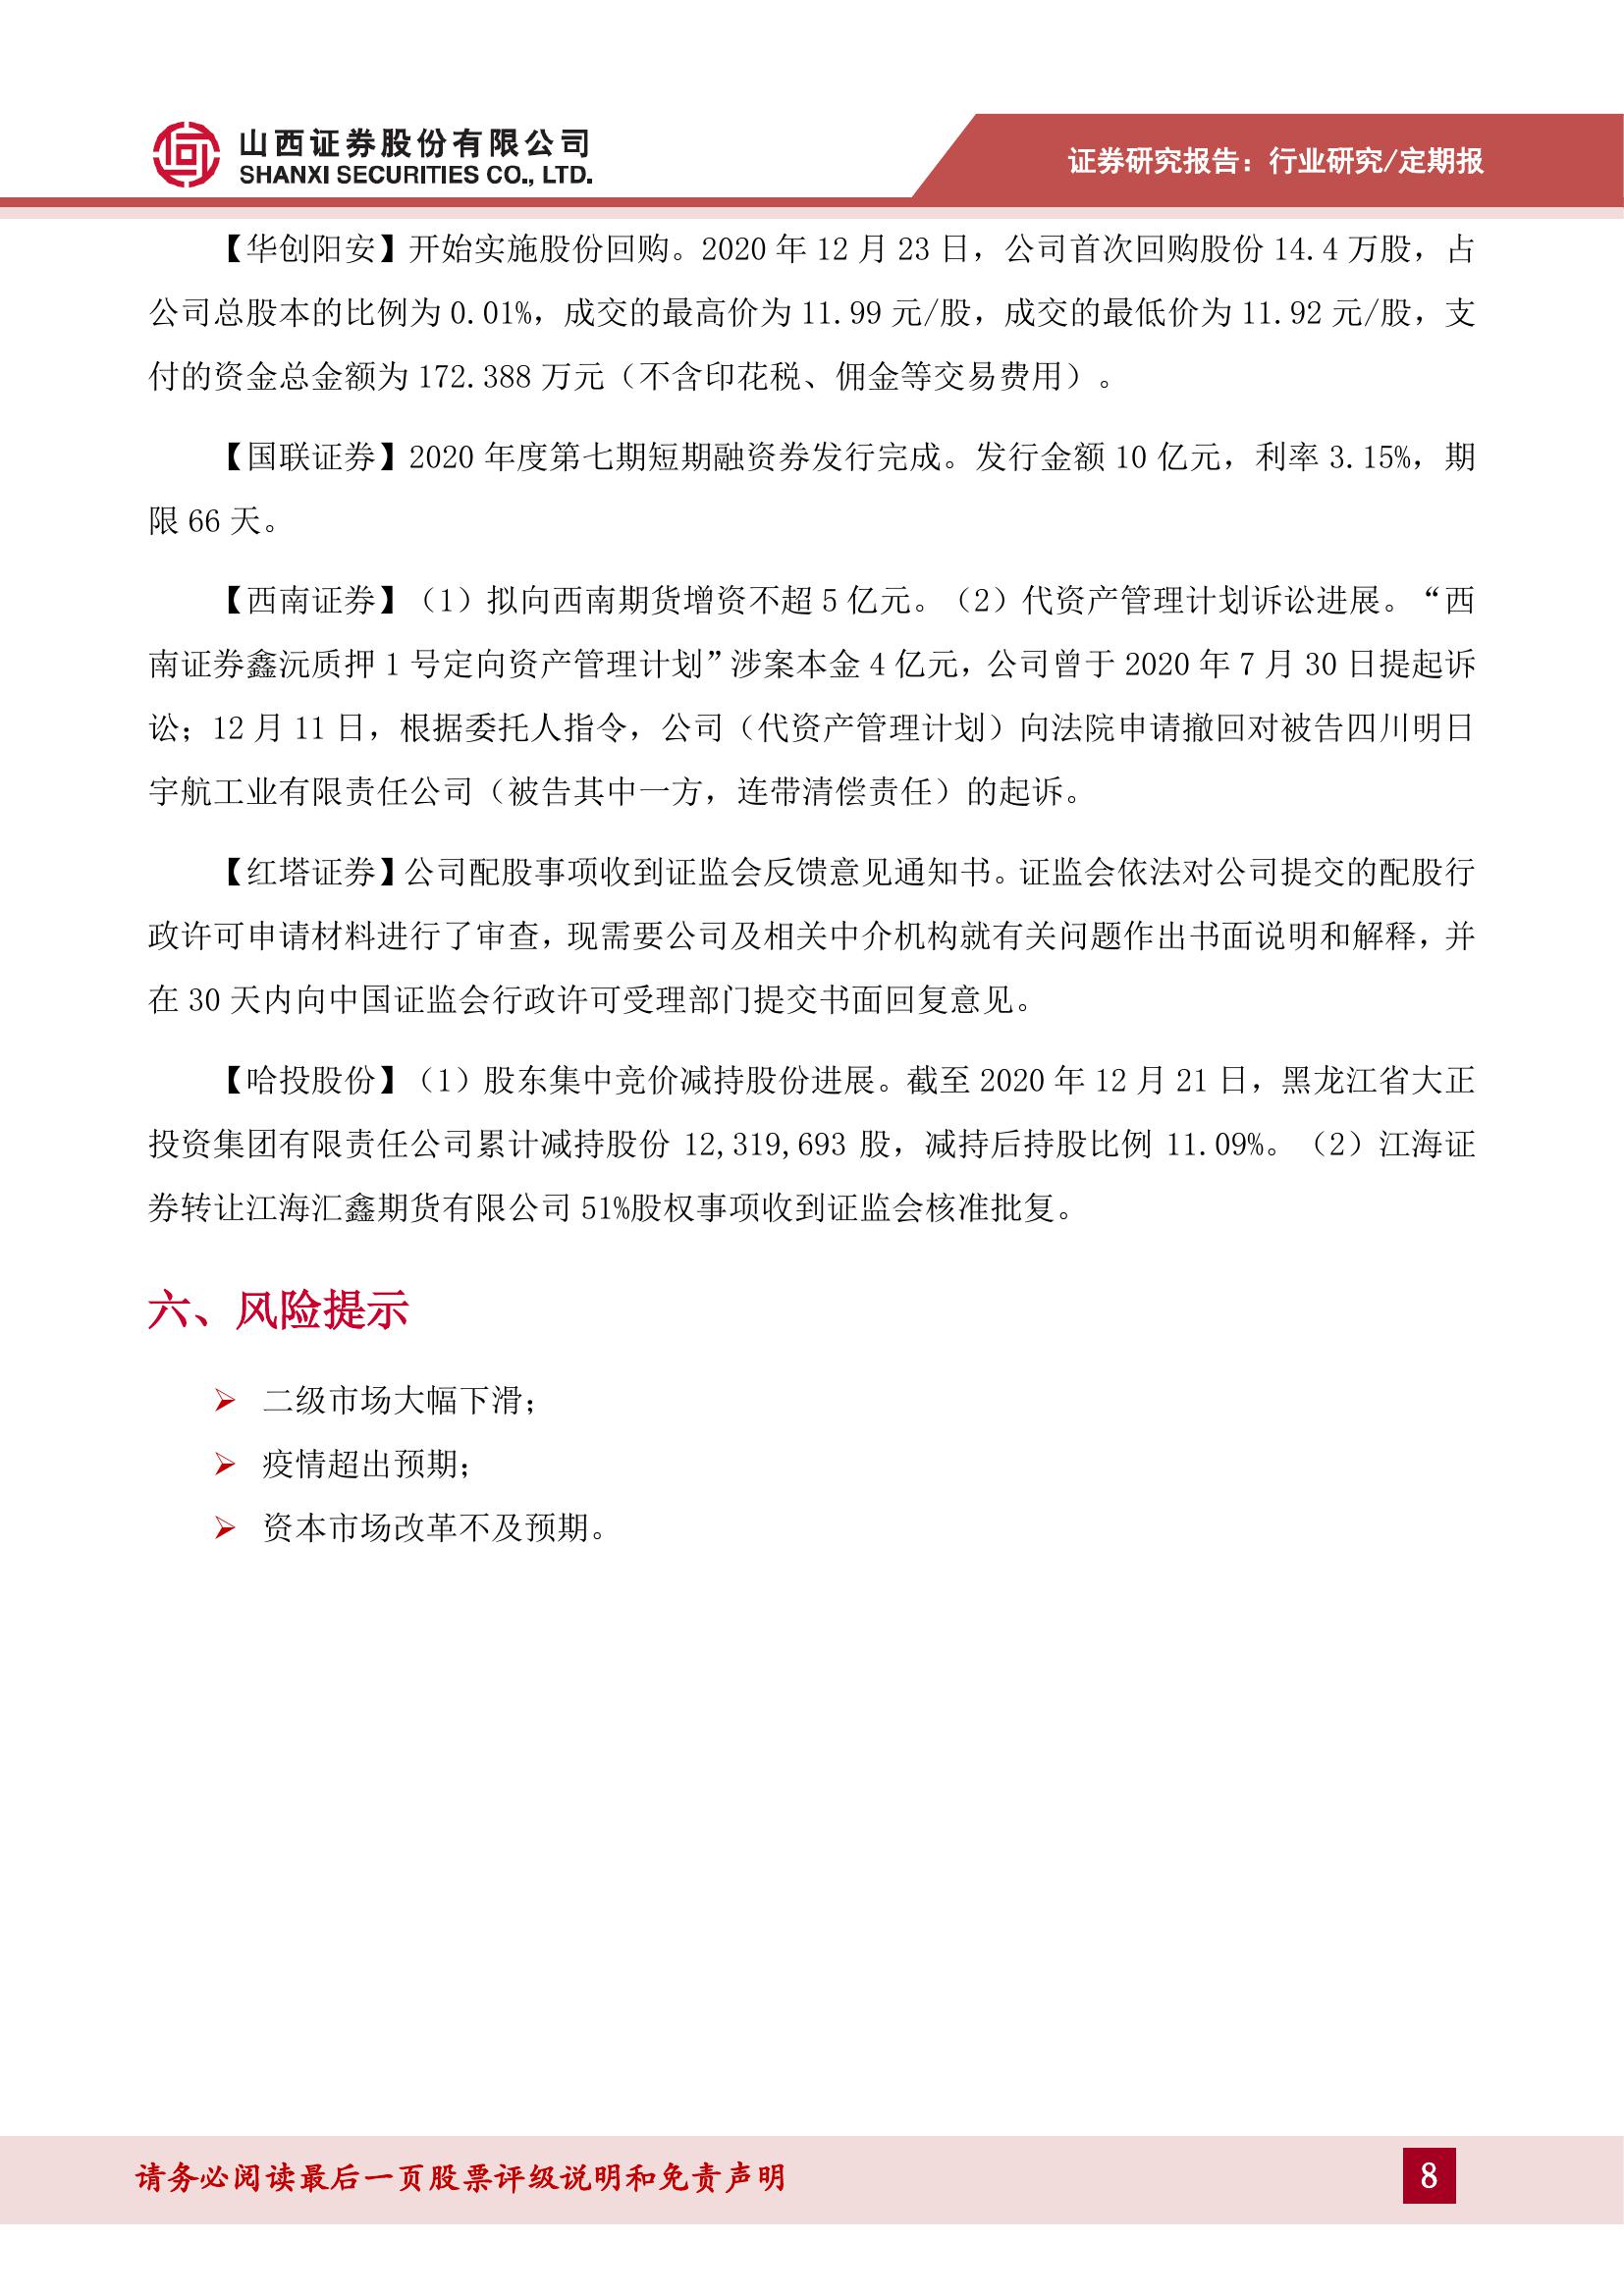 山西证券股份有限公司
SHANXI SECURITIES CO., LTD.
证券研究报告：行业研究/定期报
【华创阳安】开始实施股份回购。2020 年 12 月 23 日，公司首次回购股份 14.4 万股，占
公司总股本的比例为 0.01%，成交的最高价为 11.99 元/股，成交的最低价为 11.92 元/股，支
付的资金总金额为 172.388 万元（不含印花税、佣金等交易费用）。
【国联证券】2020 年度第七期短期融资券发行完成。发行金额 10 亿元，利率 3.15%，期
限 66 天。
【西南证券】（1）拟向西南期货增资不超 5 亿元。（2）代资产管理计划诉讼进展。“西
南证券鑫沅质押 1 号定向资产管理计划”涉案本金 4 亿元，公司曾于 2020 年 7 月 30 日提起诉
讼；12 月 11 日，根据委托人指令，公司（代资产管理计划）向法院申请撤回对被告四川明日
宇航工业有限责任公司（被告其中一方，连带清偿责任）的起诉。
【红塔证券】公司配股事项收到证监会反馈意见通知书。证监会依法对公司提交的配股行
政许可申请材料进行了审查，现需要公司及相关中介机构就有关问题作出书面说明和解释，并
在 30 天内向中国证监会行政许可受理部门提交书面回复意见。
【哈投股份】（1）股东集中竞价减持股份进展。截至 2020 年 12 月 21 日，黑龙江省大正
投资集团有限责任公司累计减持股份 12,319,693 股，减持后持股比例 11.09%。（2）江海证
券转让江海汇鑫期货有限公司 51%股权事项收到证监会核准批复。
六、风险提示
➢ 二级市场大幅下滑；
➢ 疫情超出预期；
➢ 资本市场改革不及预期。
请务必阅读最后一页股票评级说明和免责声明
8